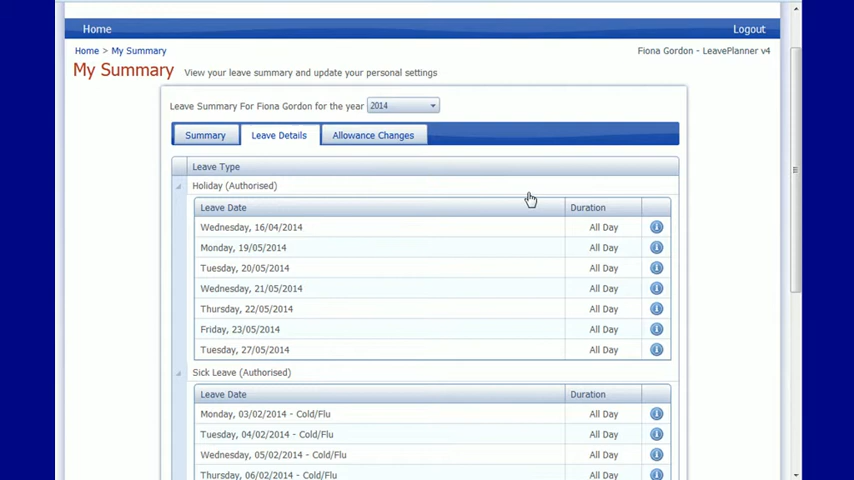 Home Logout
Home > My Summary Fiona Gordon - LeavePlanner v4
My Summary View your leave summary and update your personal settings
Leave Summary For Fiona Gordon for the year 2014
Summary Leave Details Allowance Changes
Leave Type
Holiday (Authorised)
Leave Date Duration
Wednesday, 16/04/2014 All Day
Monday, 19/05/2014 All Day
Tuesday, 20/05/2014 All Day
Wednesday, 21/05/2014 All Day
Thursday, 22/05/2014 All Day
Friday, 23/05/2014 All Day
Tuesday, 27/05/2014 All Day
Sick Leave (Authorised)
Leave Date Duration
Monday, 03/02/2014 - Cold/Flu All Day
Tuesday, 04/02/2014 - Cold/Flu All Day
Wednesday, 05/02/2014 - Cold/Flu All Day
Thursday, 06/02/2014 - Cold/Flu All Day